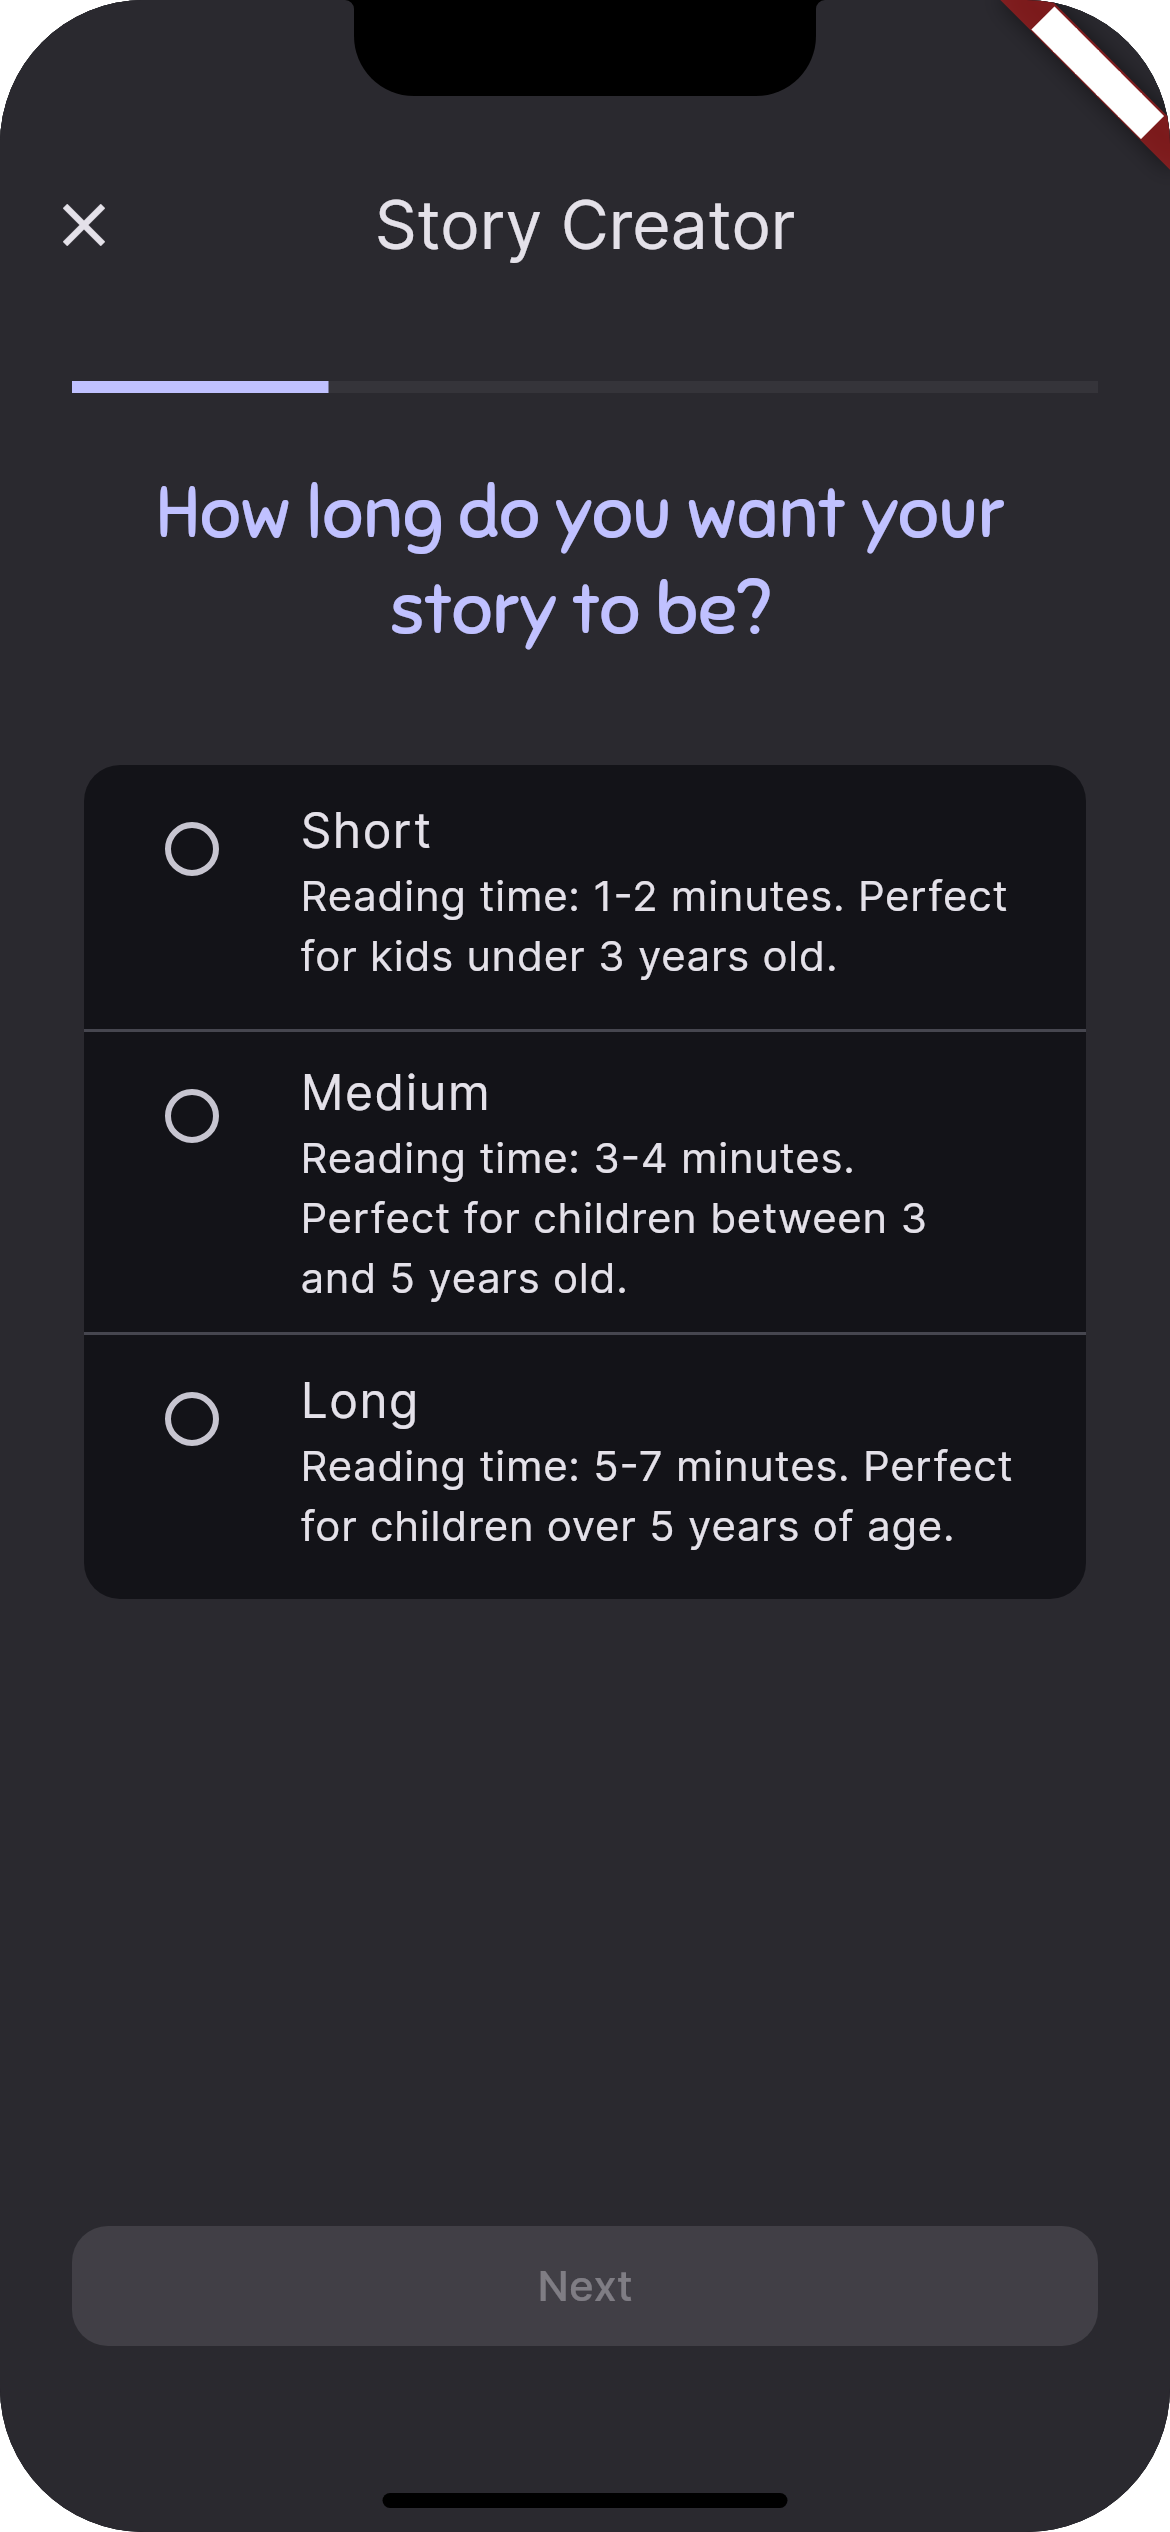 Story Creator
How long do you want your
story to be?
Short
Reading time: 1-2 minutes. Perfect
for kids under 3 years old.
Medium
Reading time: 3-4 minutes.
Perfect for children between 3
and 5 years old.
Long
Reading time: 5-7 minutes. Perfect
for children over 5 years of age.
Next